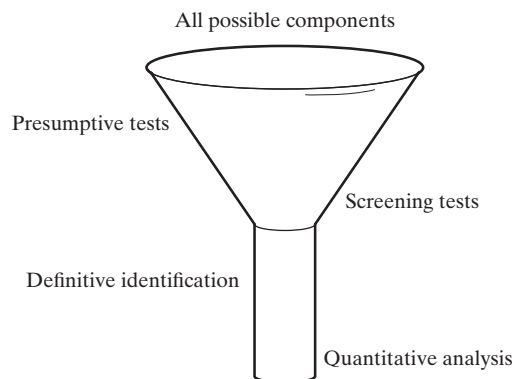 All possible components
Presumptive tests
Screening tests
Definitive identification
Quantitative analysis